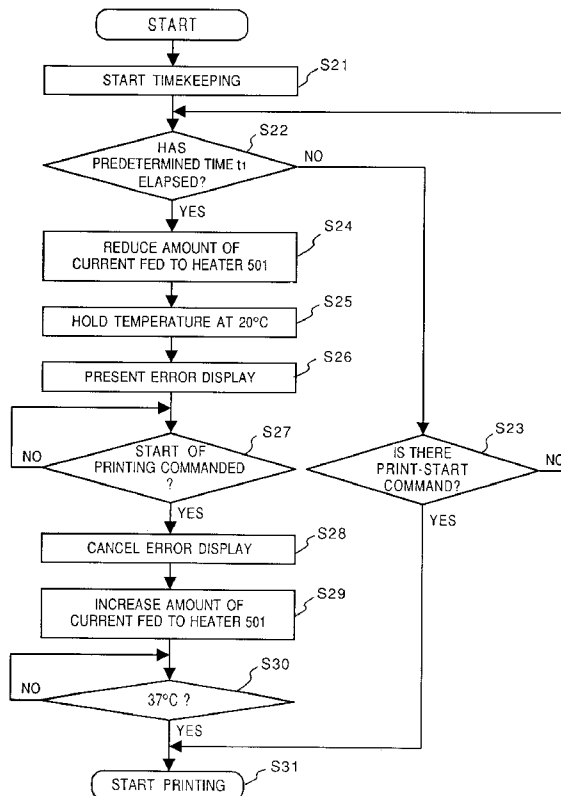 START
START TIMEKEEPING
S21
HAS
PREDETERMINED TIME t1
ELAPSED?
S22
NO
YES
REDUCE AMOUNT OF
CURRENT FED TO HEATER 501
S24
HOLD TEMPERATURE AT 20°C
S25
PRESENT ERROR DISPLAY
S26
START OF
PRINTING COMMANDED
?
S27
NO
YES
IS THERE
PRINT-START
COMMAND?
S23
NO
YES
CANCEL ERROR DISPLAY
S28
INCREASE AMOUNT OF
CURRENT FED TO HEATER 501
S29
37°C ?
S30
NO
YES
START PRINTING
S31